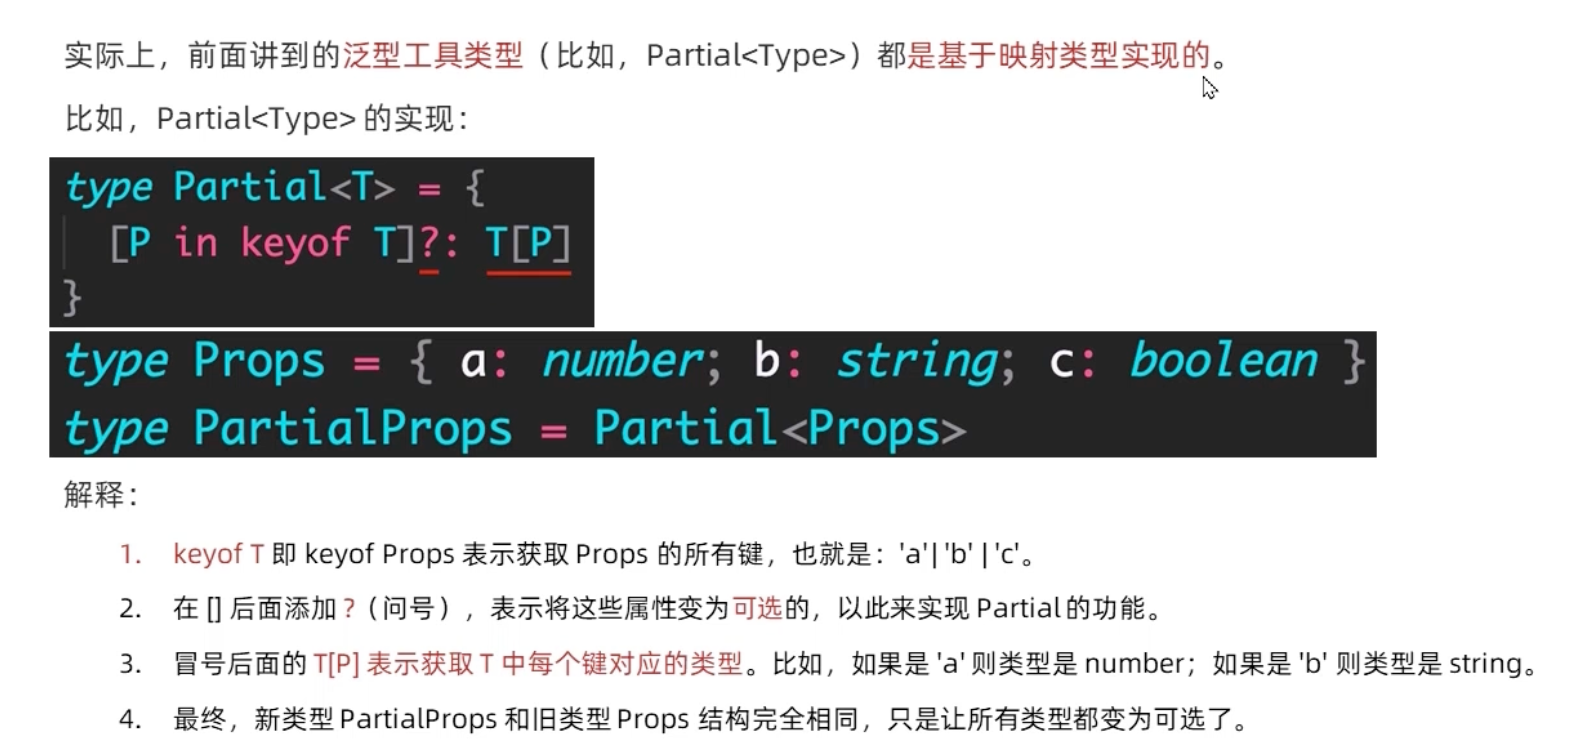 实际上，前面讲到的泛型工具类型（比如，Partial<Type>）都是基于映射类型实现的。
比如，Partial<Type> 的实现：
type Partial<T> = {
[P in keyof T]?: T[P]
}
type Props = { a: number; b: string; c: boolean }
type PartialProps = Partial<Props>
解释：
1. keyof T 即 keyof Props 表示获取 Props 的所有键，也就是：'a'| 'b' | 'c'。
2. 在 [] 后面添加 ?（问号），表示将这些属性变为可选的，以此来实现 Partial 的功能。
3. 冒号后面的 T[P] 表示获取 T 中每个键对应的类型。比如，如果是 'a' 则类型是 number；如果是 'b' 则类型是 string。
4. 最终，新类型 PartialProps 和旧类型 Props 结构完全相同，只是让所有类型都变为可选了。